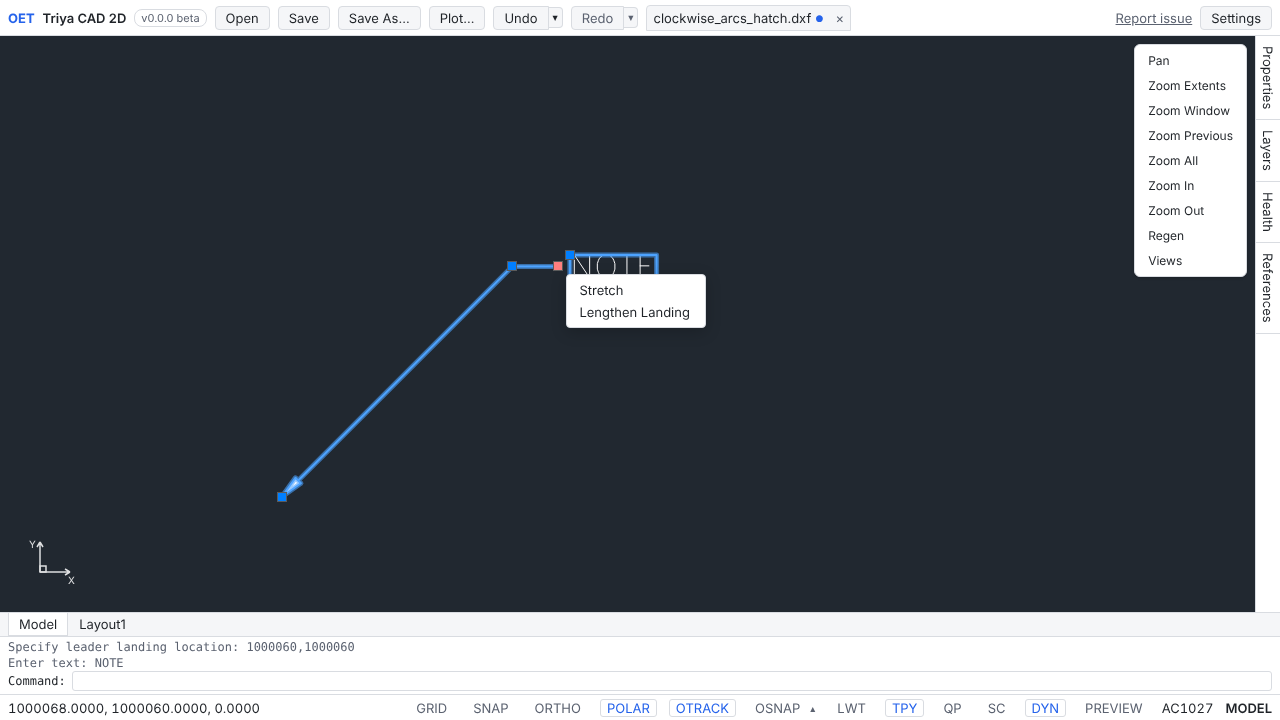 OET Triya CAD 2D v0.0.0 beta Open Save Save As... Plot... Undo ▾ Redo ▾ clockwise_arcs_hatch.dxf ● × Report issue Settings
Pan
Zoom Extents
Zoom Window
Zoom Previous
Zoom All
Zoom In
Zoom Out
Regen
Views
Properties
Layers
Health
References
NOTE
Stretch
Lengthen Landing
Y
X
Model Layout1
Specify leader landing location: 1000060,1000060
Enter text: NOTE
Command:
1000068.0000, 1000060.0000, 0.0000 GRID SNAP ORTHO POLAR OTRACK OSNAP ▴ LWT TPY QP SC DYN PREVIEW AC1027 MODEL